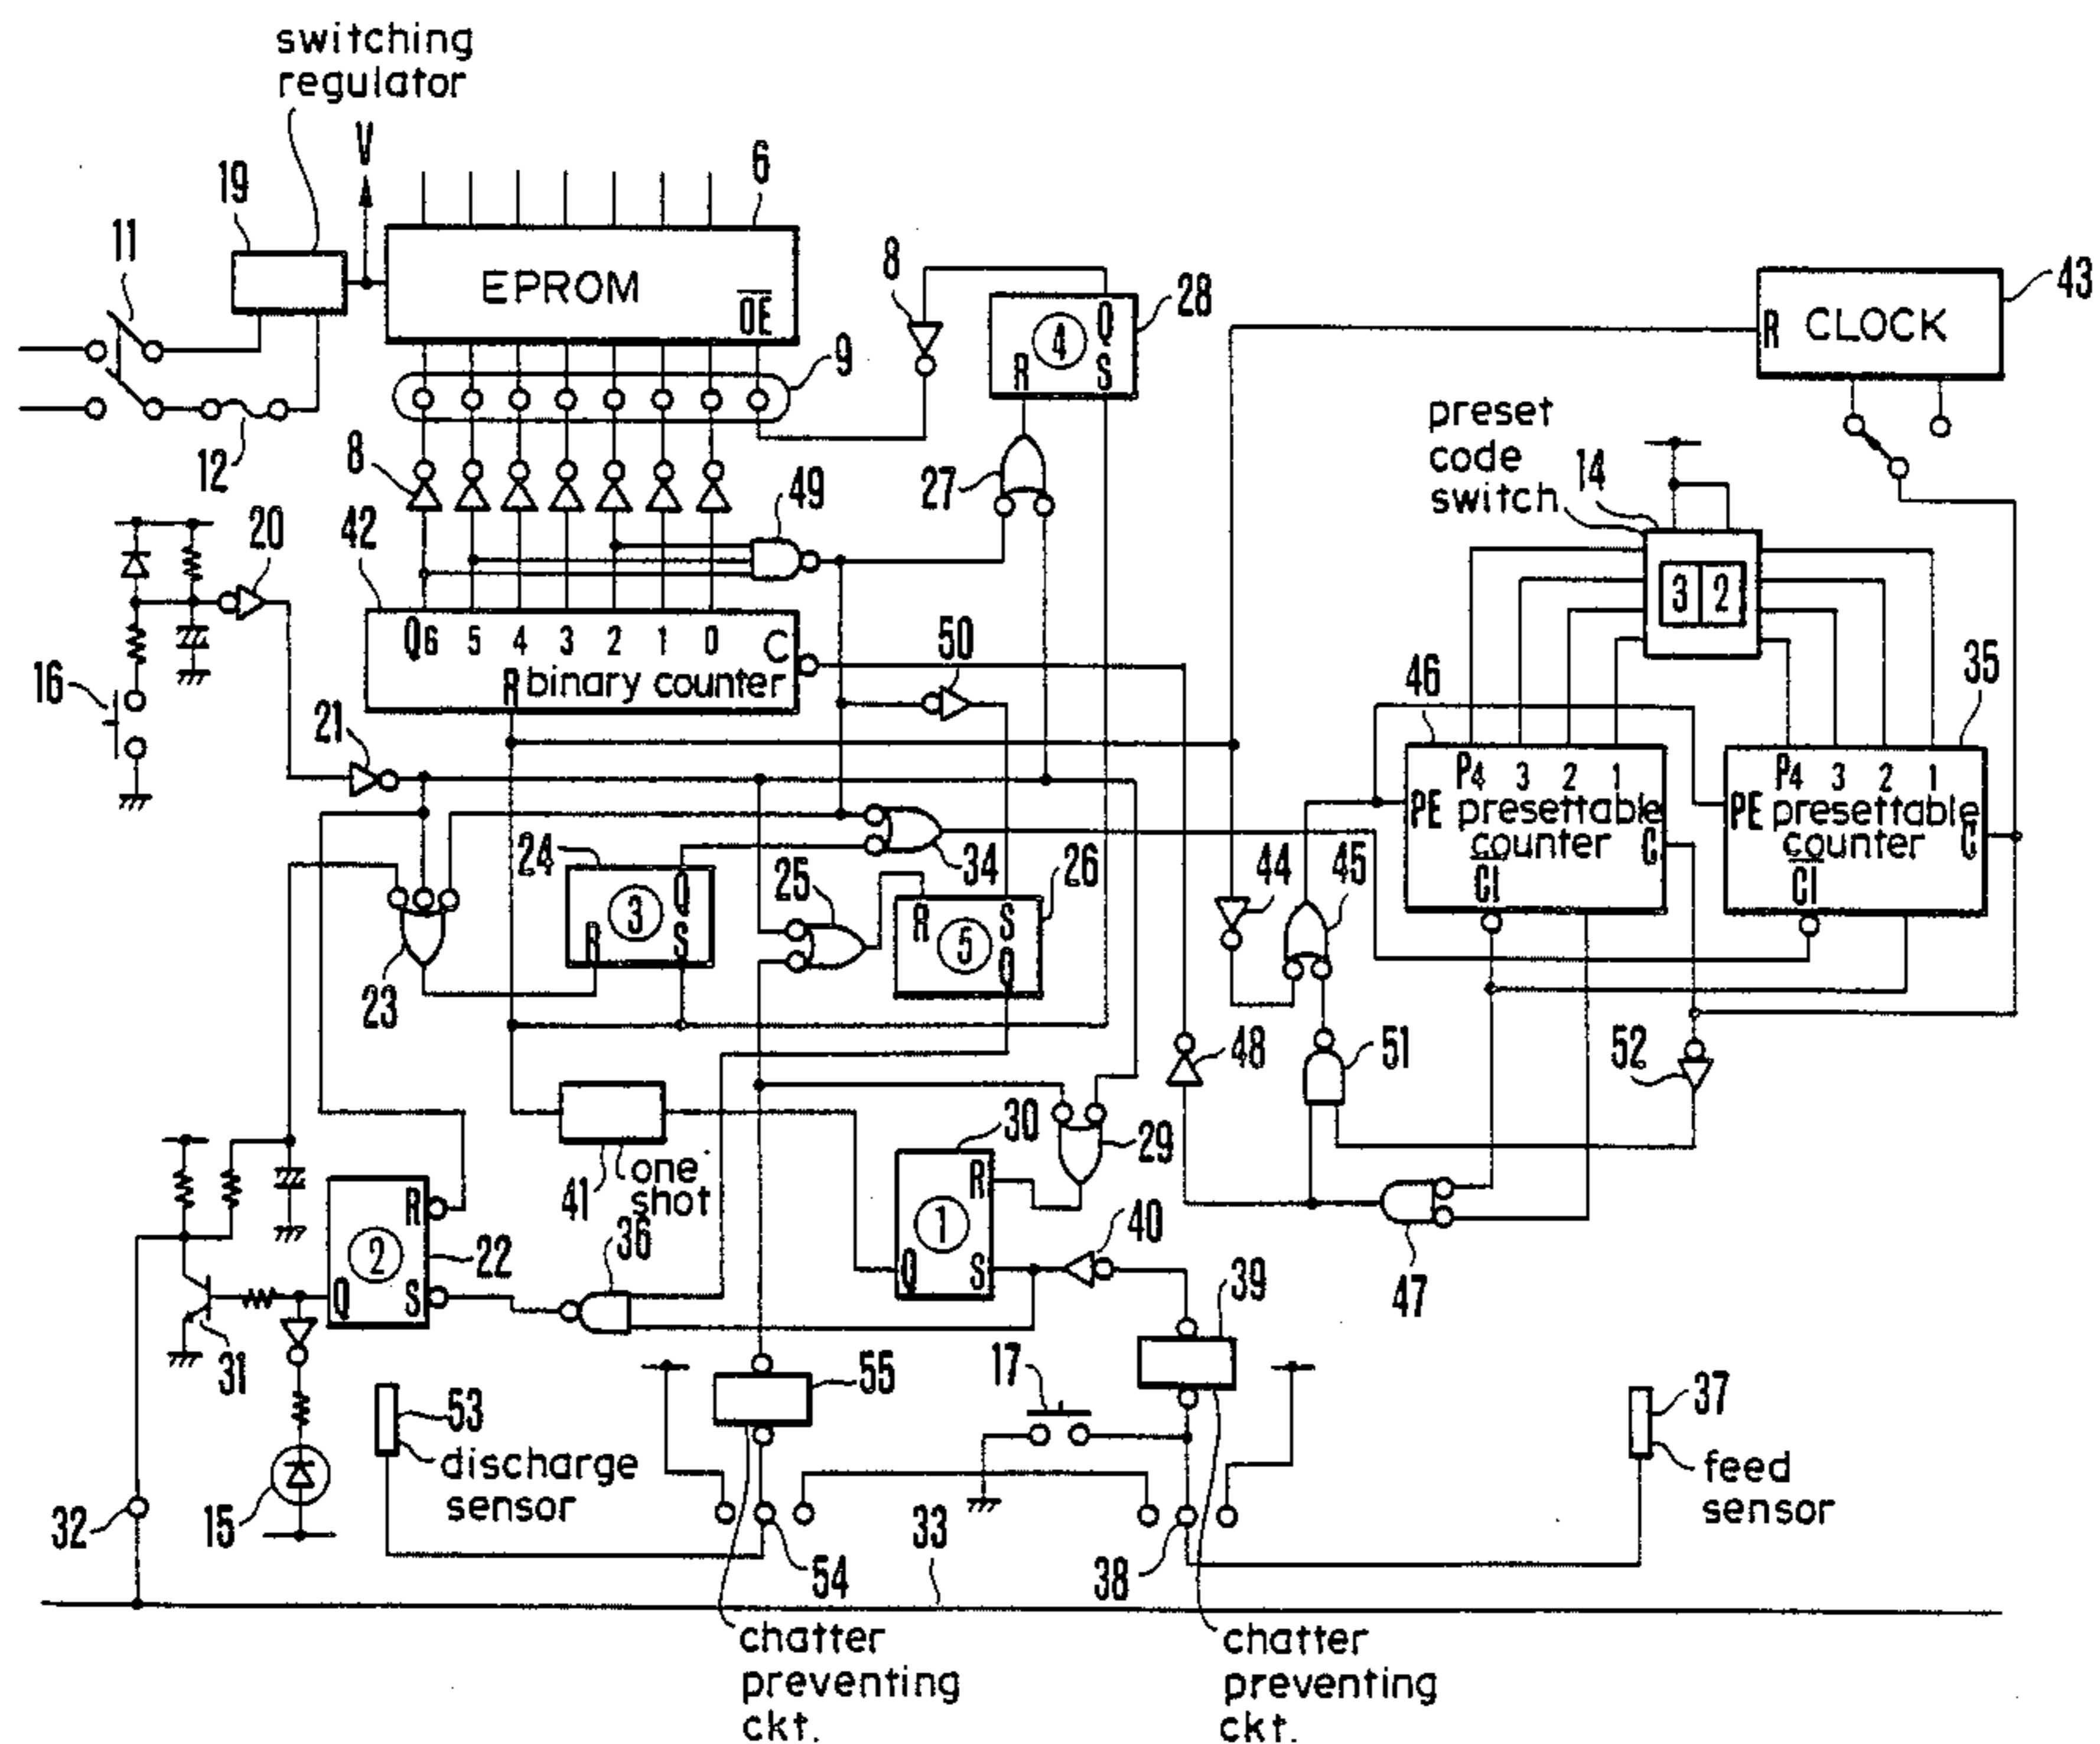 switching
regulator
V
6
19
11
EPROM
OE
8
28
Q
4
R
S
43
R CLOCK
9
12
8
preset
code
switch
14
27
49
20
42
3 2
Q6 5 4 3 2 1 0 C
R binary counter
50
16
46
35
21
P4 3 2 1
PE presettable
counter C
CI
P4 3 2 1
PE presettable
counter C
CI
24
34
25
26
44
45
3
Q
R
S
R
S
5
Q
23
48
51
52
30
29
41
one
shot
R
1
Q
S
40
36
39
47
R
2
22
Q
S
31
17
55
53
discharge
sensor
37
feed
sensor
32
15
54
33
38
chatter
preventing
ckt.
chatter
preventing
ckt.